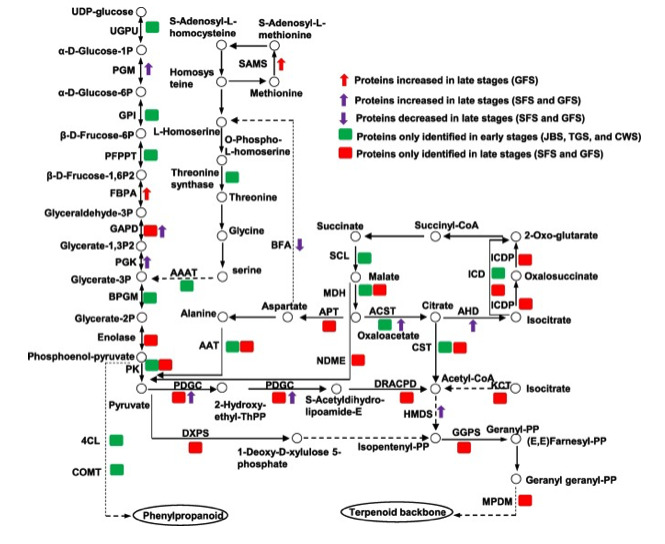 UDP-glucose
UGPU
α-D-Glucose-1P
PGM
α-D-Glucose-6P
GPI
β-D-Frucose-6P
PFPPT
β-D-Frucose-1,6P2
FBPA
Glyceraldehyde-3P
GAPD
Glycerate-1,3P2
PGK
Glycerate-3P
AAAT
BPGM
Glycerate-2P
Enolase
Phosphoenol-pyruvate
PK
Pyruvate
S-Adenosyl-L-
homocysteine
S-Adenosyl-L-
methionine
SAMS
Homosys
teine
Methionine
L-Homoserine
O-Phospho-
L-homoserine
Threonine
synthase
Threonine
Glycine
serine
BFA
Proteins increased in late stages (GFS)
Proteins increased in late stages (SFS and GFS)
Proteins decreased in late stages (SFS and GFS)
Proteins only identified in early stages (JBS, TGS, and CWS)
Proteins only identified in late stages (SFS and GFS)
Succinate
Succinyl-CoA
2-Oxo-glutarate
SCL
ICDP
ICD
Malate
Oxalosuccinate
MDH
ICDP
Alanine
Aspartate
APT
ACST
Citrate
AHD
Isocitrate
Oxaloacetate
AAT
CST
NDME
PDGC
PDGC
DRACPD
Acetyl-CoA
KCT
Isocitrate
2-Hydroxy-
ethyl-ThPP
S-Acetyldihydro-
lipoamide-E
HMDS
4CL
DXPS
1-Deoxy-D-xylulose 5-
phosphate
Isopentenyl-PP
GGPS
Geranyl-PP
(E,E)Farnesyl-PP
COMT
Geranyl geranyl-PP
MPDM
Phenylpropanoid
Terpenoid backbone